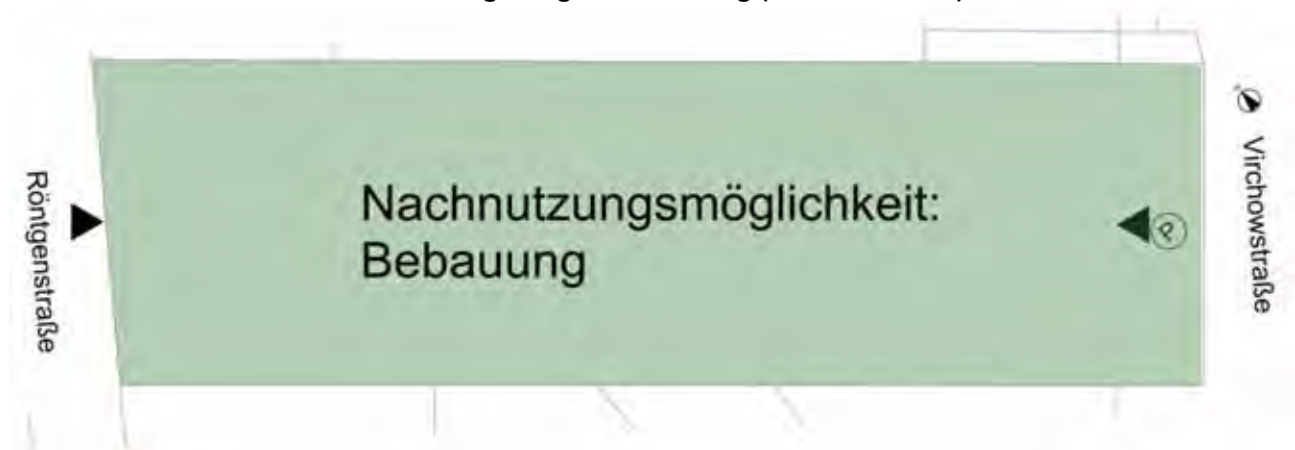 Nachnutzungsmöglichkeit:
Bebauung
Röntgenstraße
Virchowstraße
P